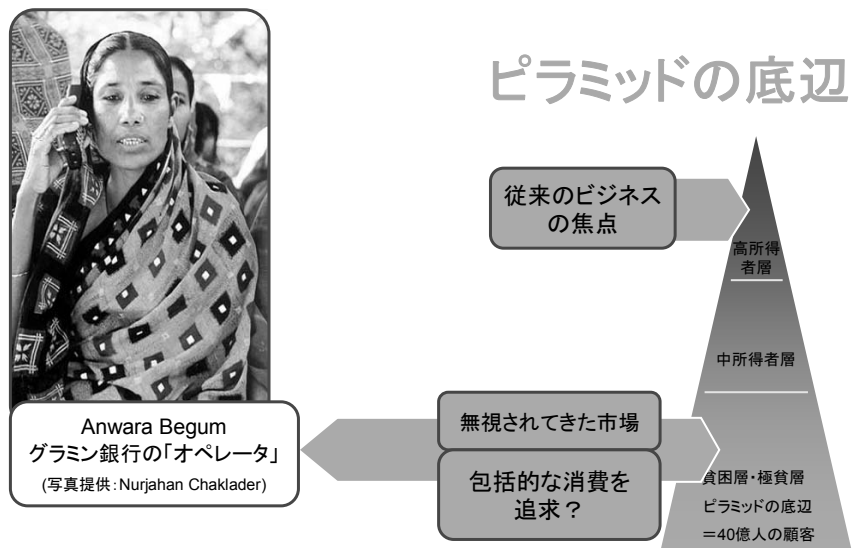 ピラミッドの底辺
従来のビジネス
の焦点
高所得
者層
中所得者層
無視されてきた市場
包括的な消費を
追求？
貧困層・極貧層
ピラミッドの底辺
＝40億人の顧客
Anwara Begum
グラミン銀行の「オペレータ」
(写真提供：Nurjahan Chaklader)